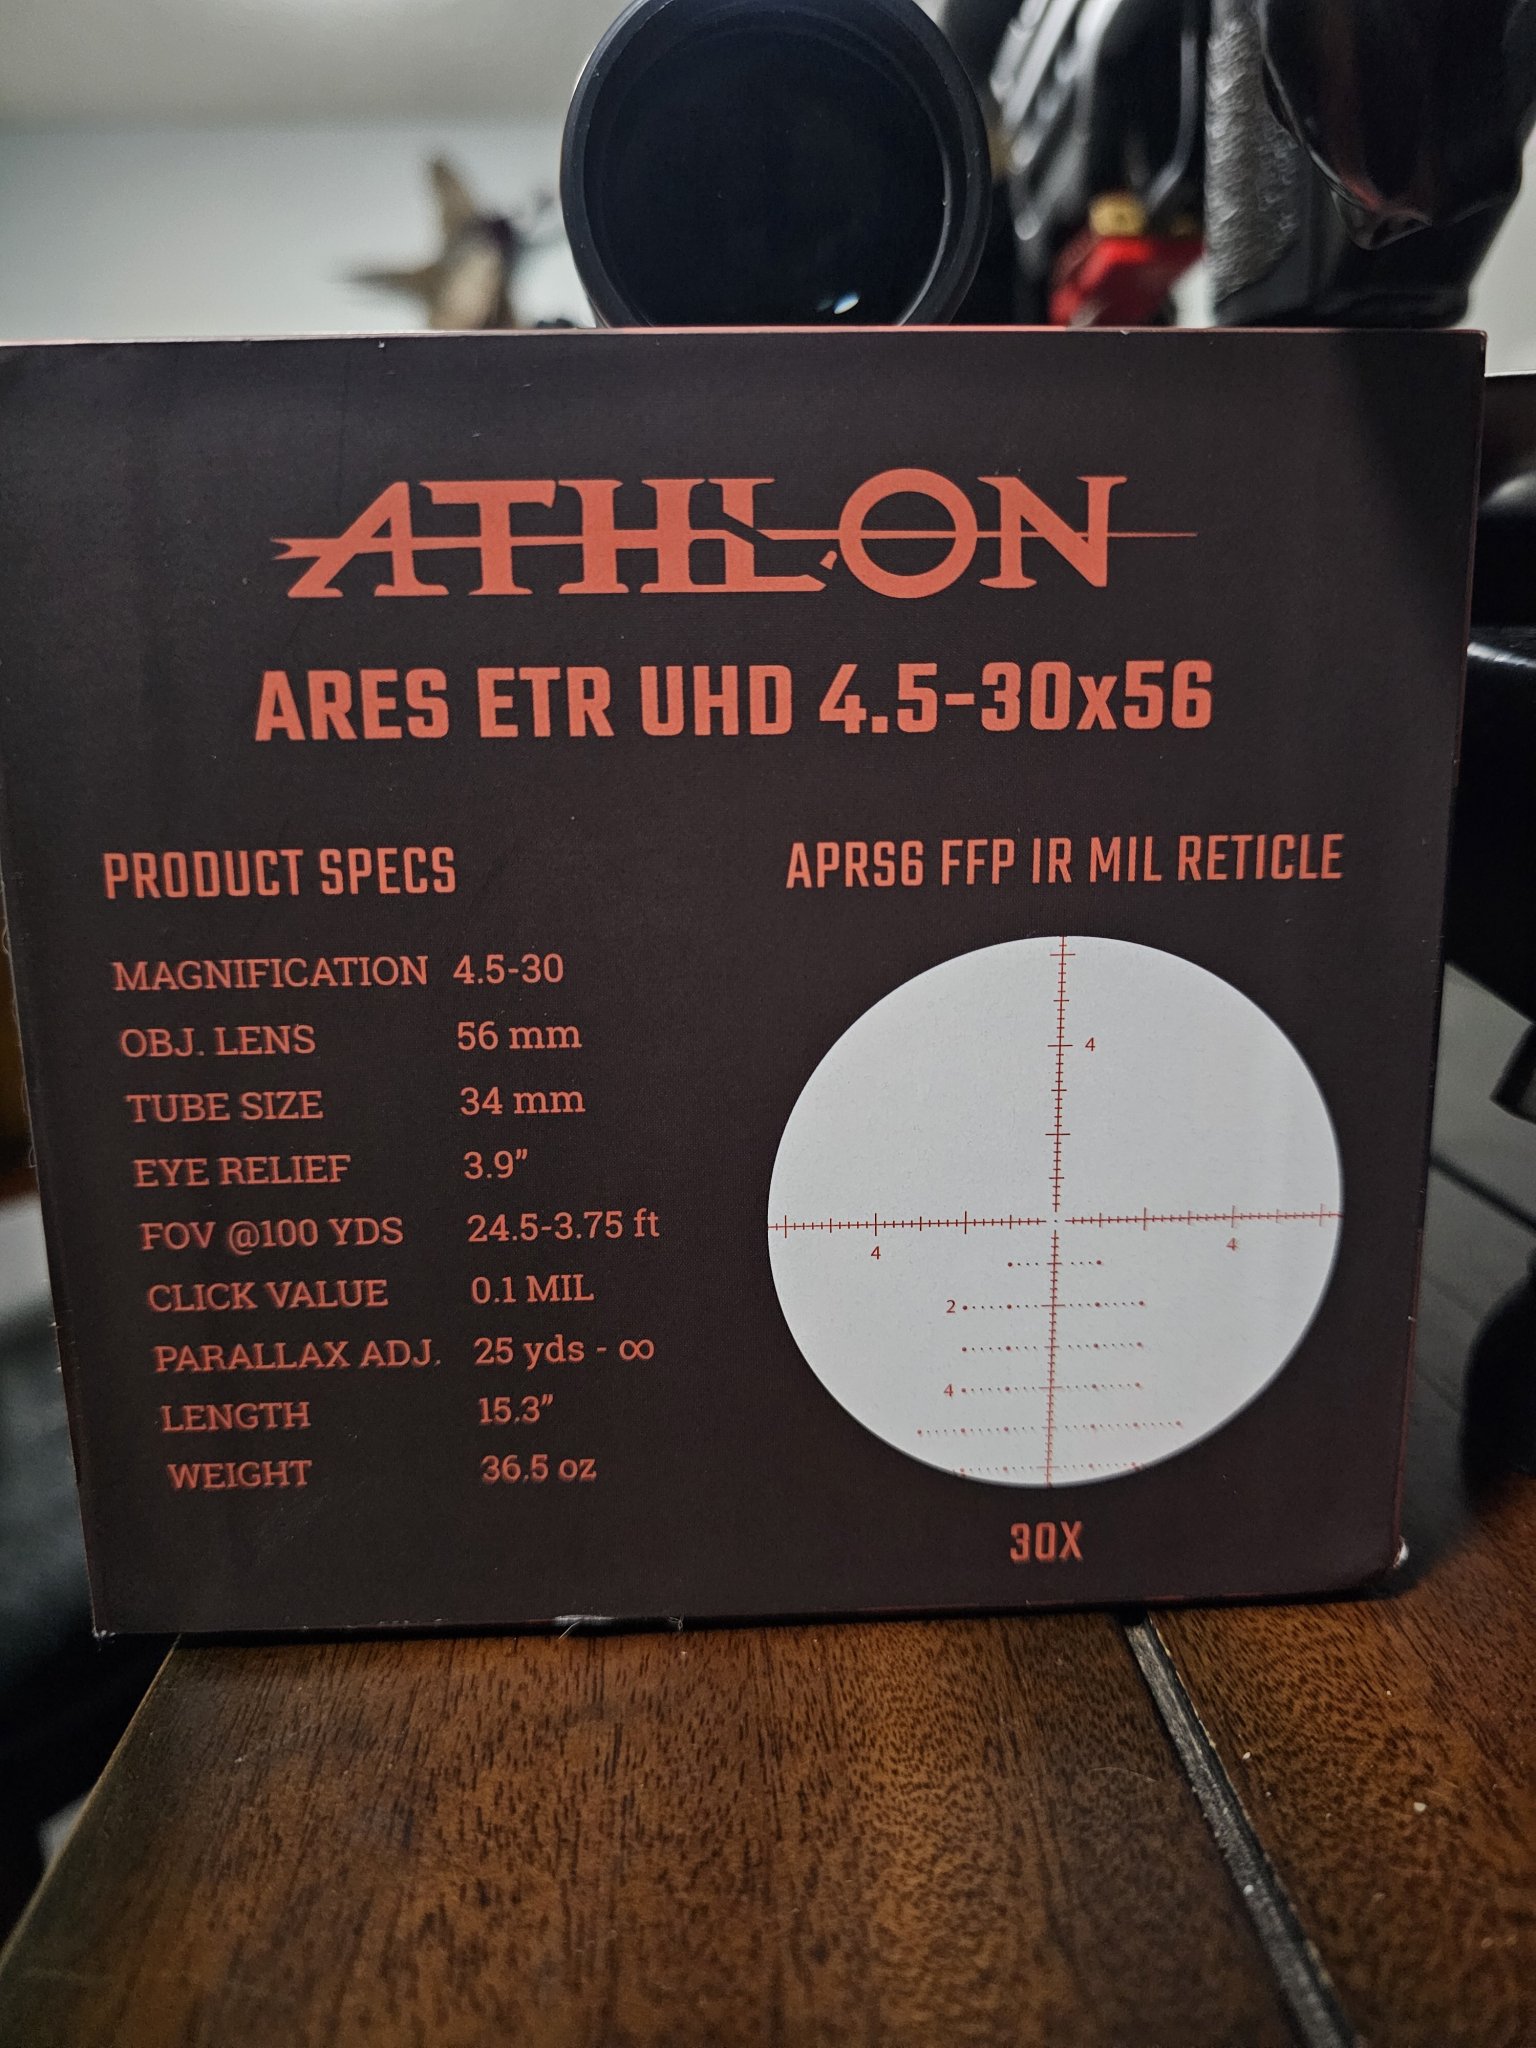 ATHLON
ARES ETR UHD 4.5-30x56
PRODUCT SPECS
MAGNIFICATION 4.5-30
OBJ. LENS 56 mm
TUBE SIZE 34 mm
EYE RELIEF 3.9"
FOV @100 YDS 24.5-3.75 ft
CLICK VALUE 0.1 MIL
PARALLAX ADJ. 25 yds - ∞
LENGTH 15.3"
WEIGHT 36.5 oz
APRS6 FFP IR MIL RETICLE
4
4 4
2
4
30X